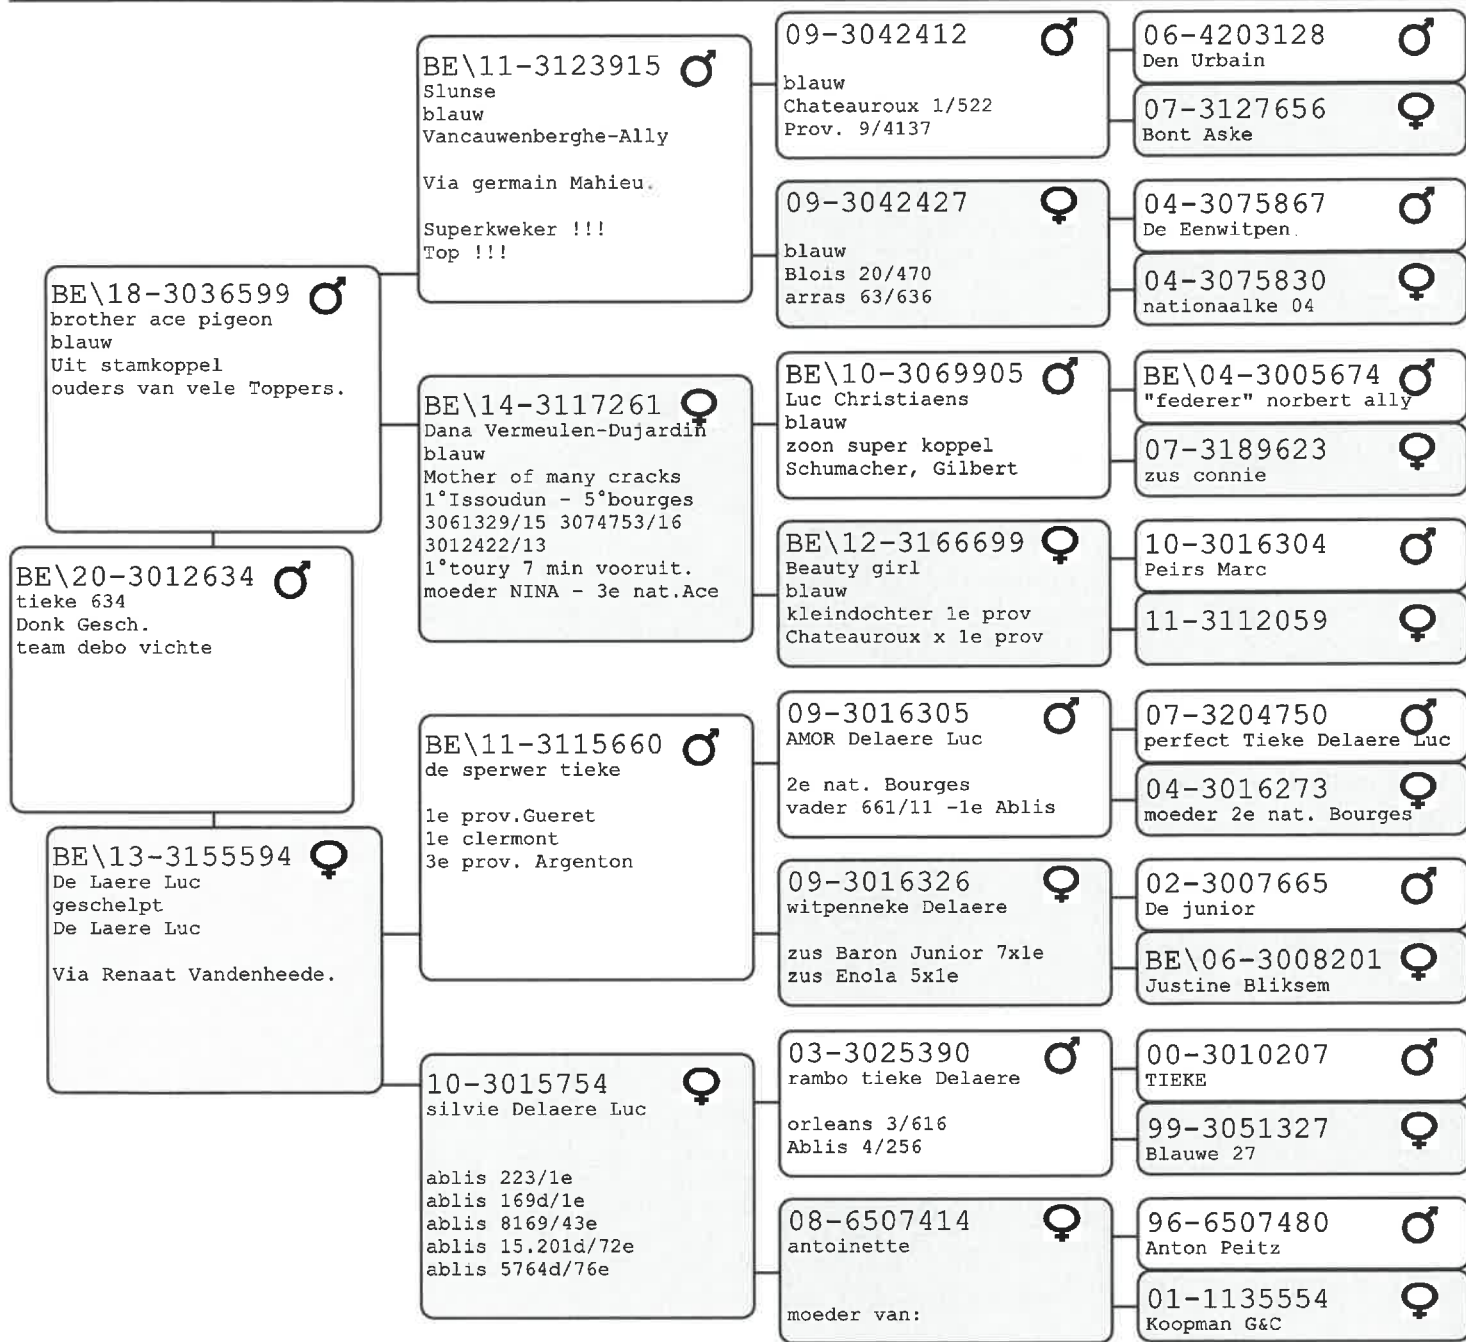 BE\20-3012634
tieke 634
Donk Gesch.
team debo vichte
BE\18-3036599
brother ace pigeon
blauw
Uit stamkoppel
ouders van vele Toppers.
BE\13-3155594
De Laere Luc
geschelpt
De Laere Luc
Via Renaat Vandenheede.
BE\11-3123915
Slunse
blauw
Vancauwenberghe-Ally
Via germain Mahieu.
Superkweker !!!
Top !!!
BE\14-3117261
Dana Vermeulen-Dujardin
blauw
Mother of many cracks
1°Issoudun - 5°bourges
3061329/15 3074753/16
3012422/13
1°toury 7 min vooruit.
moeder NINA - 3e nat.Ace
BE\11-3115660
de sperwer tieke
1e prov.Gueret
1e clermont
3e prov. Argenton
10-3015754
silvie Delaere Luc
ablis 223/1e
ablis 169d/1e
ablis 8169/43e
ablis 15.201d/72e
ablis 5764d/76e
09-3042412
blauw
Chateauroux 1/522
Prov. 9/4137
09-3042427
blauw
Blois 20/470
arras 63/636
BE\10-3069905
Luc Christiaens
blauw
zoon super koppel
Schumacher, Gilbert
BE\12-3166699
Beauty girl
blauw
kleindochter 1e prov
Chateauroux x 1e prov
09-3016305
AMOR Delaere Luc
2e nat. Bourges
vader 661/11 -1e Ablis
09-3016326
witpenneke Delaere
zus Baron Junior 7x1e
zus Enola 5x1e
03-3025390
rambo tieke Delaere
orleans 3/616
Ablis 4/256
08-6507414
antoinette
moeder van:
06-4203128
Den Urbain
07-3127656
Bont Aske
04-3075867
De Eenwitpen.
04-3075830
nationaalke 04
BE\04-3005674
"federer" norbert ally
07-3189623
zus connie
10-3016304
Peirs Marc
11-3112059
07-3204750
perfect Tieke Delaere Luc
04-3016273
moeder 2e nat. Bourges
02-3007665
De junior
BE\06-3008201
Justine Bliksem
00-3010207
TIEKE
99-3051327
Blauwe 27
96-6507480
Anton Peitz
01-1135554
Koopman G&C